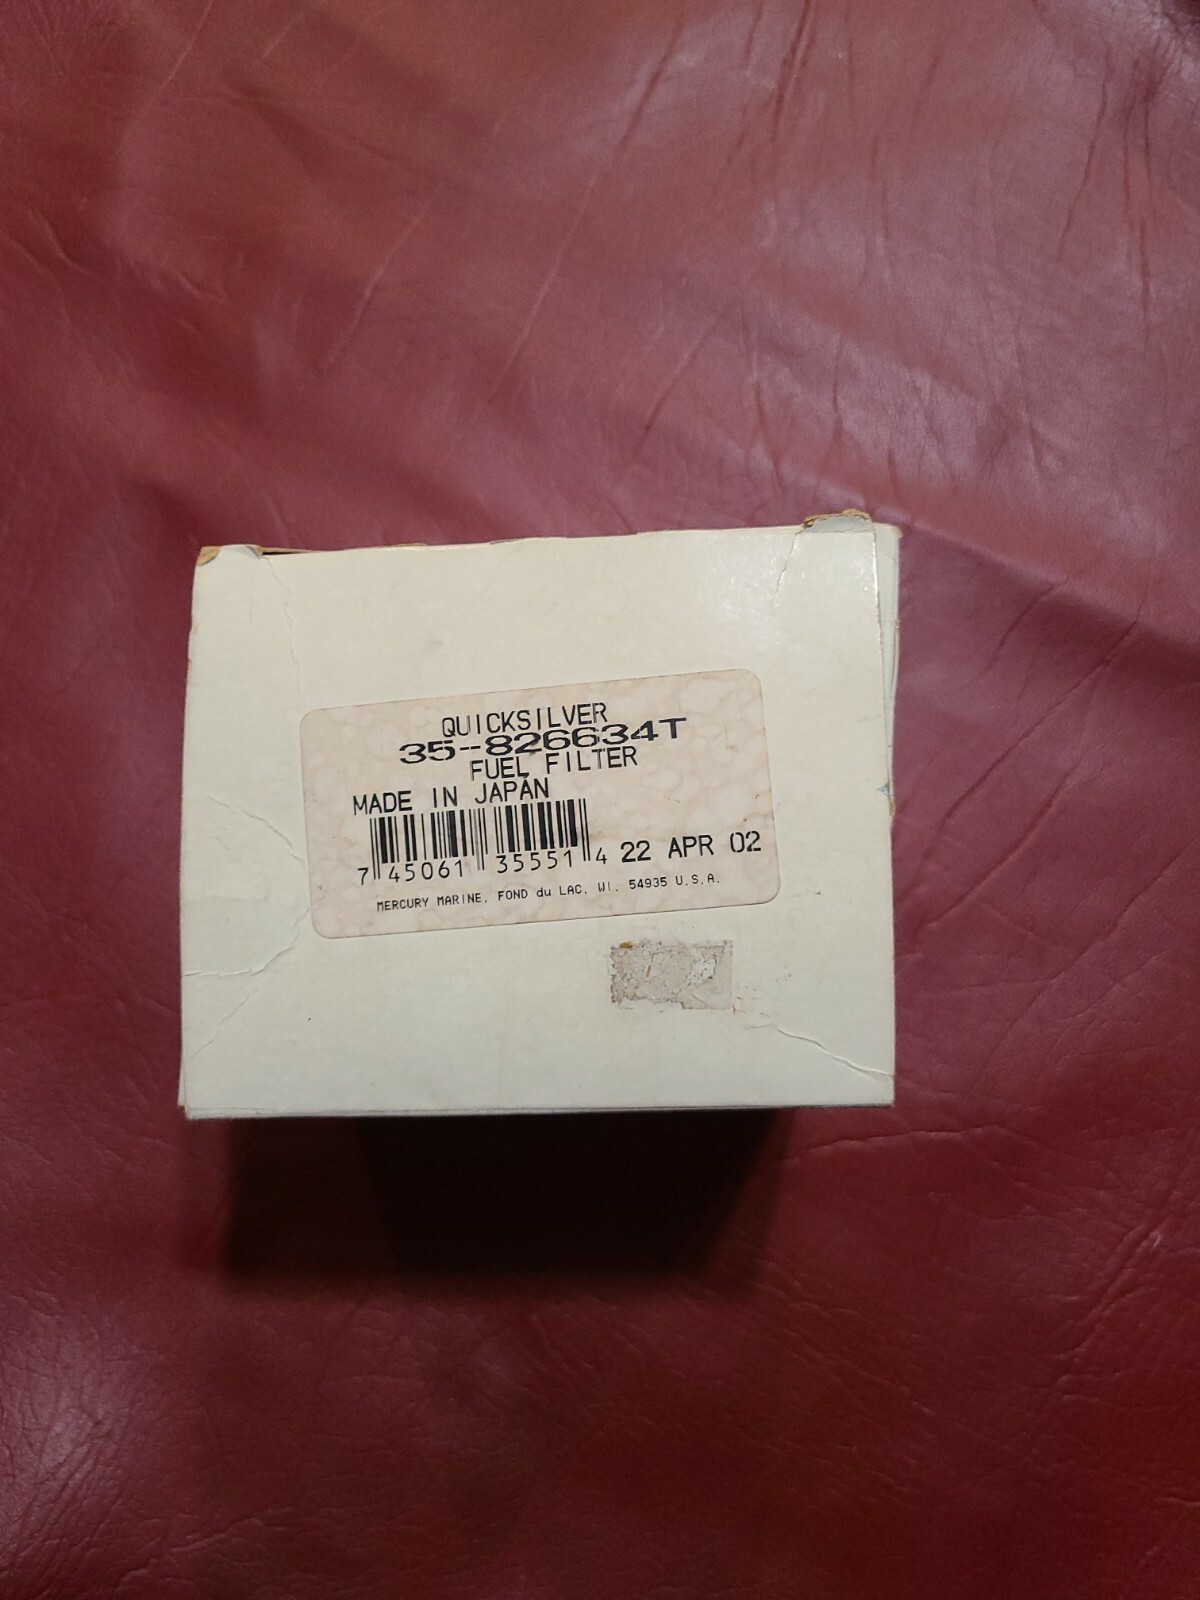 QUICKSILVER
35-826634T
FUEL FILTER
MADE IN JAPAN
7 45061 35551 4 22 APR 02
MERCURY MARINE, FOND du LAC, WI. 54935 U.S.A.